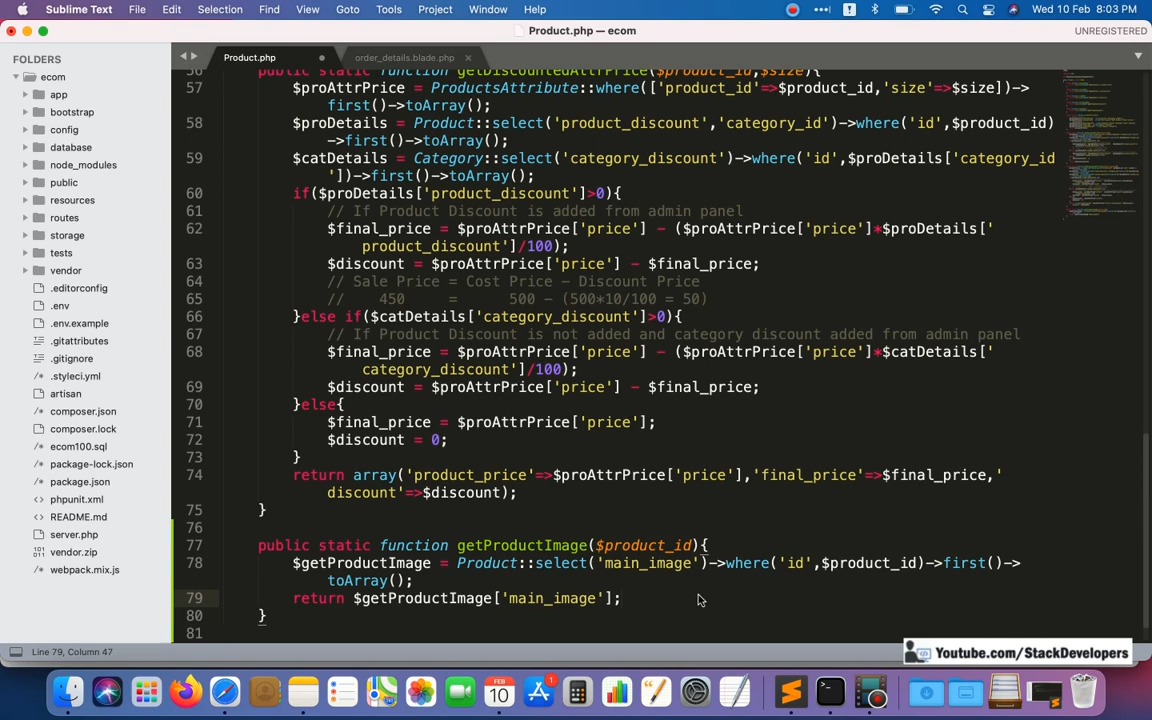 Sublime Text File Edit Selection Find View Goto Tools Project Window Help Wed 10 Feb 8:03 PM
Product.php — ecom UNREGISTERED
FOLDERS
ecom
app
bootstrap
config
database
node_modules
public
resources
routes
storage
tests
vendor
.editorconfig
.env
.env.example
.gitattributes
.gitignore
.styleci.yml
artisan
composer.json
composer.lock
ecom100.sql
package-lock.json
package.json
phpunit.xml
README.md
server.php
vendor.zip
webpack.mix.js
Product.php order_details.blade.php
56 public static function getDiscountedAttrPrice($product_id,$size){
57 $proAttrPrice = ProductsAttribute::where(['product_id'=>$product_id,'size'=>$size])->
first()->toArray();
58 $proDetails = Product::select('product_discount','category_id')->where('id',$product_id)
->first()->toArray();
59 $catDetails = Category::select('category_discount')->where('id',$proDetails['category_id
'])->first()->toArray();
60 if($proDetails['product_discount']>0){
61 // If Product Discount is added from admin panel
62 $final_price = $proAttrPrice['price'] - ($proAttrPrice['price']*$proDetails['
product_discount']/100);
63 $discount = $proAttrPrice['price'] - $final_price;
64 // Sale Price = Cost Price - Discount Price
65 // 450 = 500 - (500*10/100 = 50)
66 }else if($catDetails['category_discount']>0){
67 // If Product Discount is not added and category discount added from admin panel
68 $final_price = $proAttrPrice['price'] - ($proAttrPrice['price']*$catDetails['
category_discount']/100);
69 $discount = $proAttrPrice['price'] - $final_price;
70 }else{
71 $final_price = $proAttrPrice['price'];
72 $discount = 0;
73 }
74 return array('product_price'=>$proAttrPrice['price'],'final_price'=>$final_price,'
discount'=>$discount);
75 }
76
77 public static function getProductImage($product_id){
78 $getProductImage = Product::select('main_image')->where('id',$product_id)->first()->
toArray();
79 return $getProductImage['main_image'];
80 }
81
Line 79, Column 47
Youtube.com/StackDevelopers
FEB
10
1